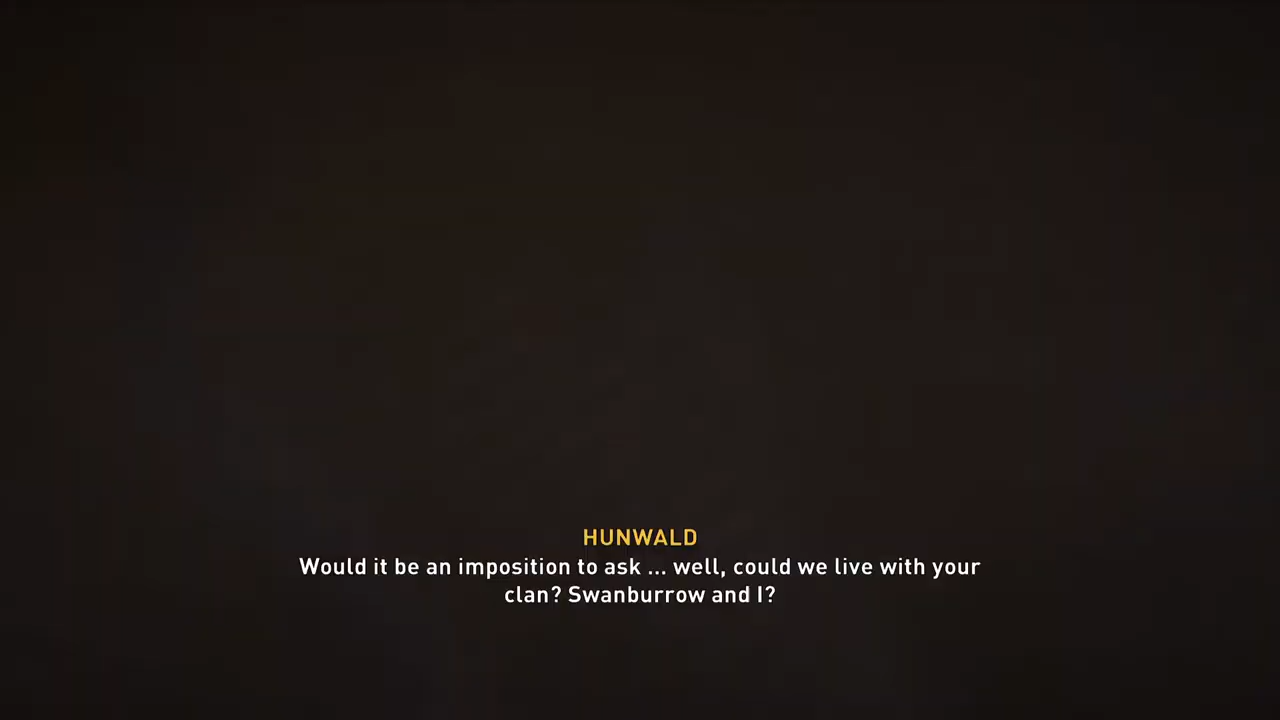 HUNWALD
Would it be an imposition to ask ... well, could we live with your
clan? Swanburrow and I?